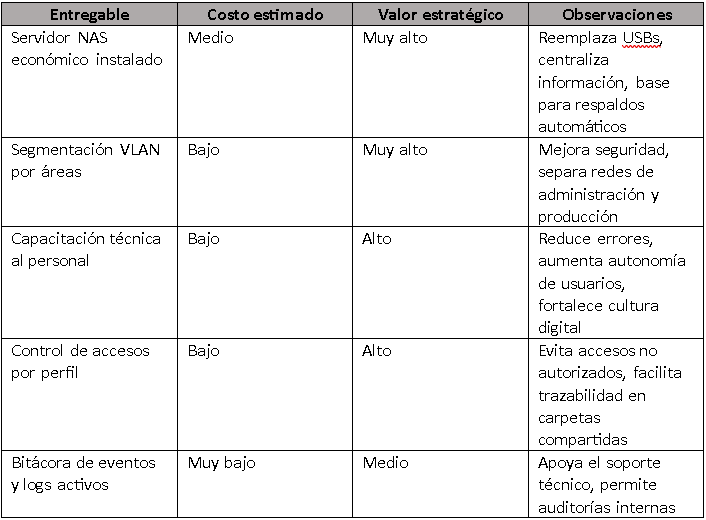 Entregable Costo estimado Valor estratégico Observaciones
Servidor NAS económico instalado Medio Muy alto Reemplaza USBs, centraliza información, base para respaldos automáticos
Segmentación VLAN por áreas Bajo Muy alto Mejora seguridad, separa redes de administración y producción
Capacitación técnica al personal Bajo Alto Reduce errores, aumenta autonomía de usuarios, fortalece cultura digital
Control de accesos por perfil Bajo Alto Evita accesos no autorizados, facilita trazabilidad en carpetas compartidas
Bitácora de eventos y logs activos Muy bajo Medio Apoya el soporte técnico, permite auditorías internas